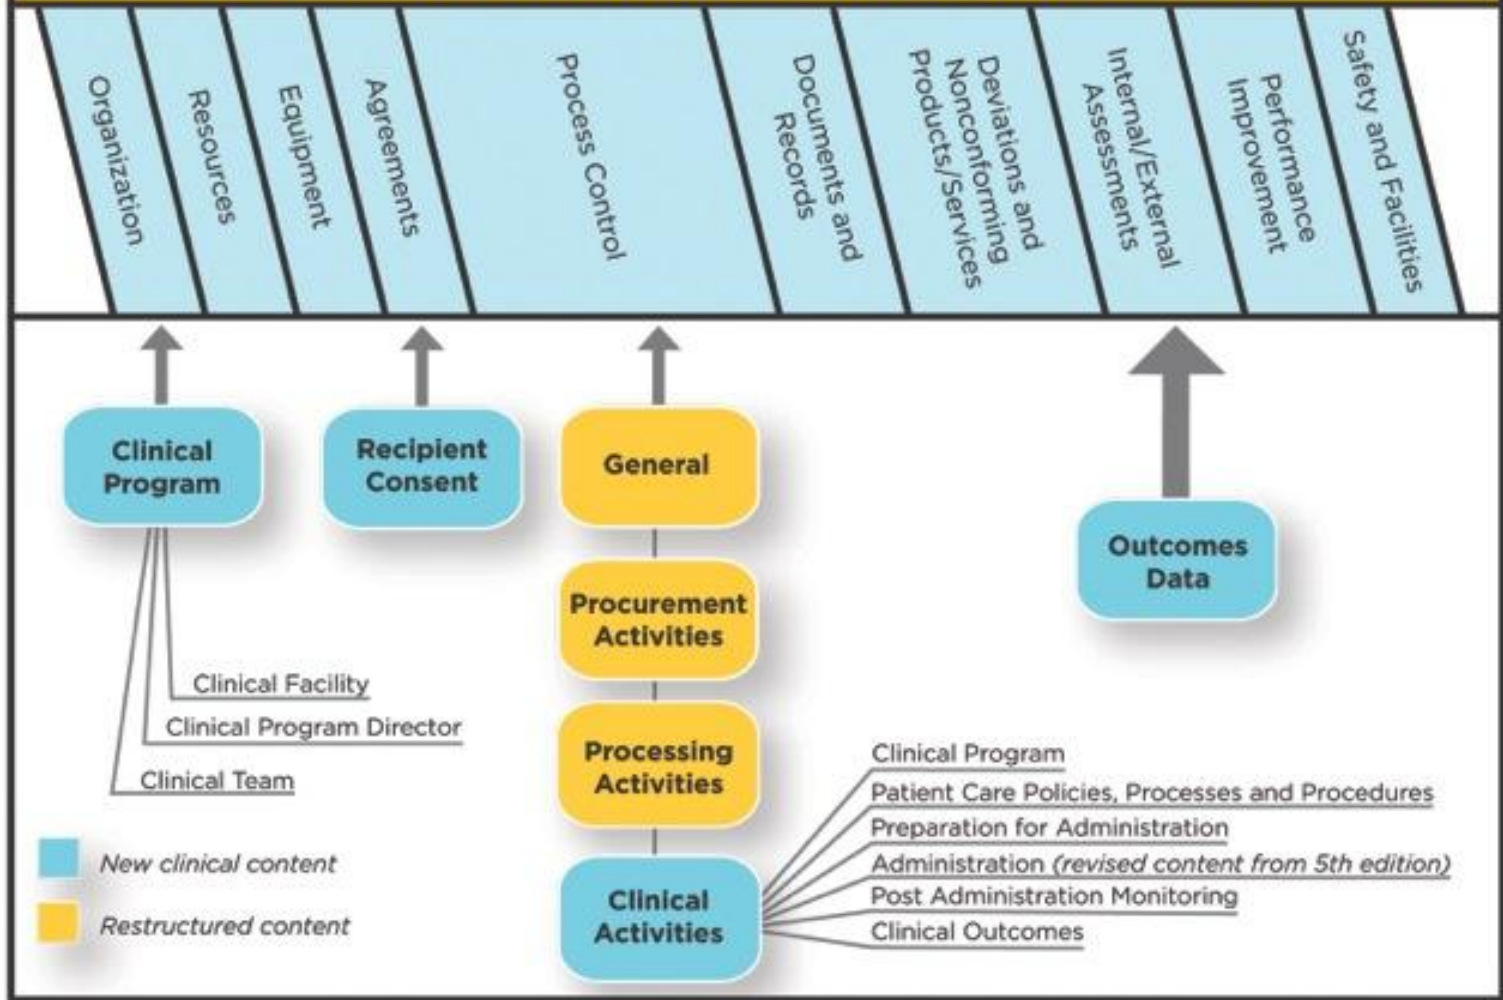 Organization
Resources
Equipment
Agreements
Process Control
Documents and
Records
Deviations and
Nonconforming
Products/Services
Internal/External
Assessments
Performance
Improvement
Safety and Facilities
Clinical
Program
Recipient
Consent
General
Outcomes
Data
Procurement
Activities
Processing
Activities
Clinical
Activities
Clinical Facility
Clinical Program Director
Clinical Team
Clinical Program
Patient Care Policies, Processes and Procedures
Preparation for Administration
Administration (revised content from 5th edition)
Post Administration Monitoring
Clinical Outcomes
New clinical content
Restructured content